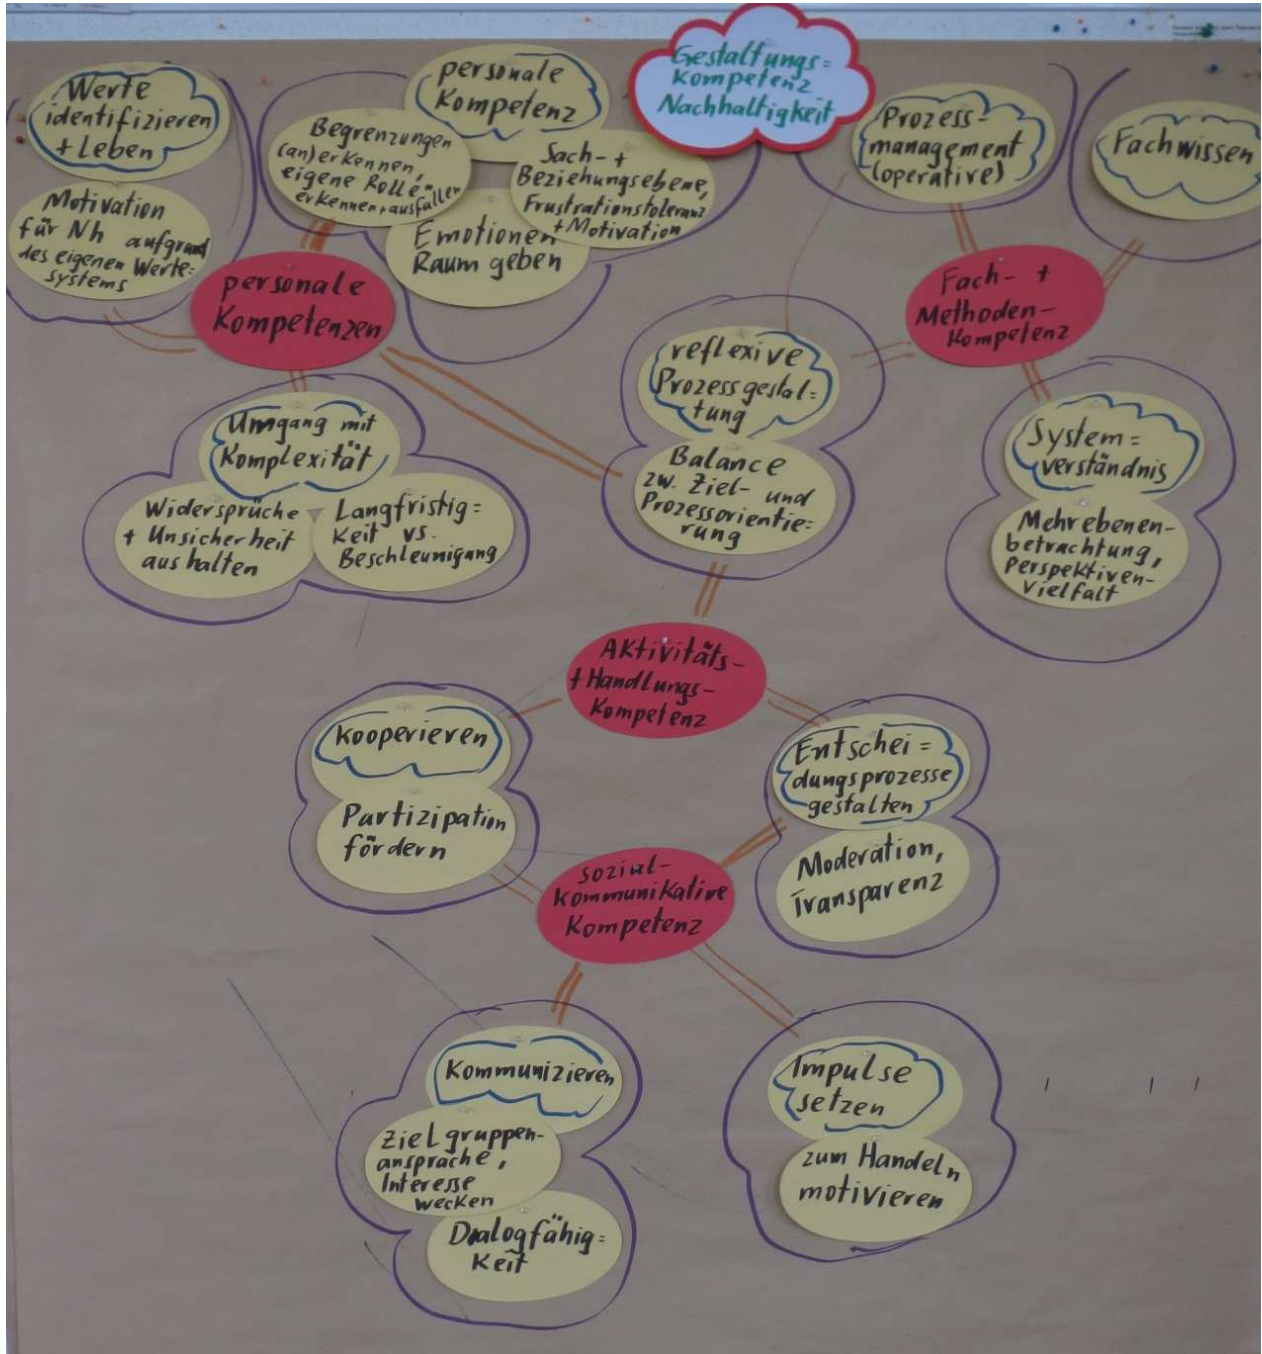 Gestaltungs=
kompetenz
Nachhaltigkeit
Werte
identifizieren
+ Leben
Motivation
für Nh aufgrund
des eigenen Werte=
systems
personale
Kompetenz
Begrenzungen
(an)erkennen,
eigene Rolle
erkennen + ausfüllen
Sach- +
Beziehungsebene,
Frustrationstoleranz
+ Motivation
Emotionen
Raum geben
Prozess-
management
(operative)
Fachwissen
personale
Kompetenzen
Fach- +
Methoden-
kompetenz
reflexive
Prozessgestal=
tung
Balance
zw. Ziel- und
Prozessorientie=
rung
System=
verständnis
Mehrebenen-
betrachtung,
Perspektiven-
vielfalt
Umgang mit
Komplexität
Widersprüche
+ Unsicherheit
aushalten
Langfristig=
keit vs.
Beschleunigung
Aktivitäts-
+ Handlungs-
kompetenz
Kooperieren
Partizipation
fördern
Entschei=
dungsprozesse
gestalten
Moderation,
Transparenz
sozial-
kommunikative
Kompetenz
Kommunizieren
Zielgruppen-
ansprache,
Interesse
wecken
Dialogfähig=
keit
Impulse
setzen
zum Handeln
motivieren